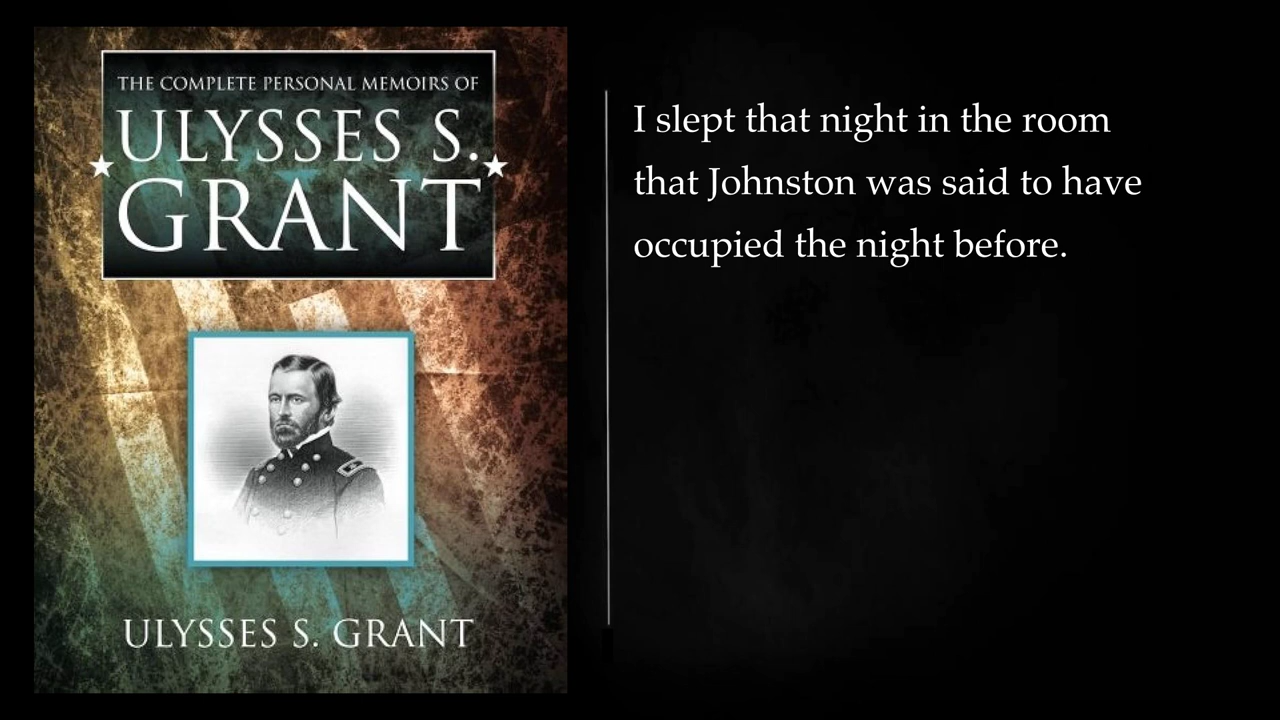 THE COMPLETE PERSONAL MEMOIRS OF
ULYSSES S.
GRANT
ULYSSES S. GRANT
I slept that night in the room
that Johnston was said to have
occupied the night before.